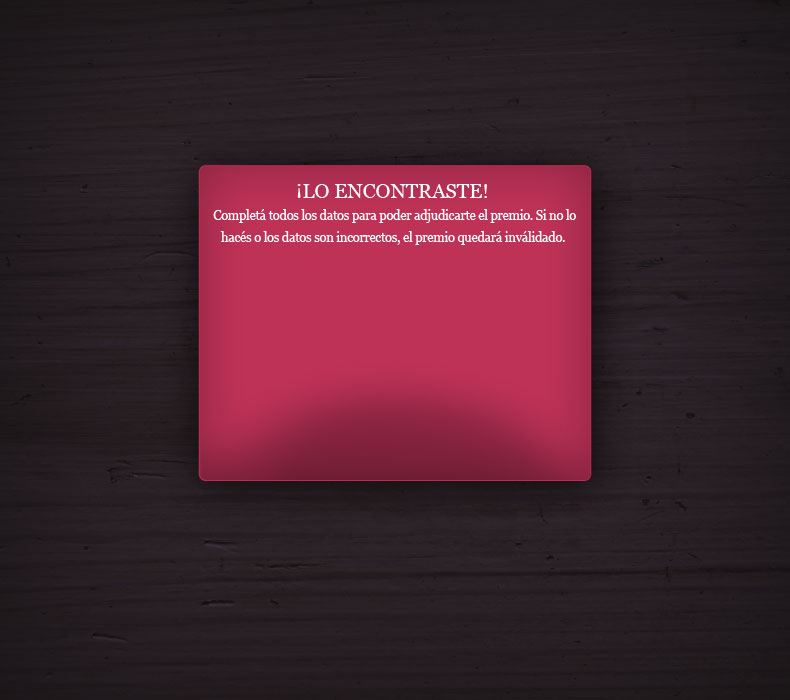 ¡LO ENCONTRASTE!
Completá todos los datos para poder adjudicarte el premio. Si no lo
hacés o los datos son incorrectos, el premio quedará inválidado.